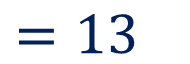 = 13